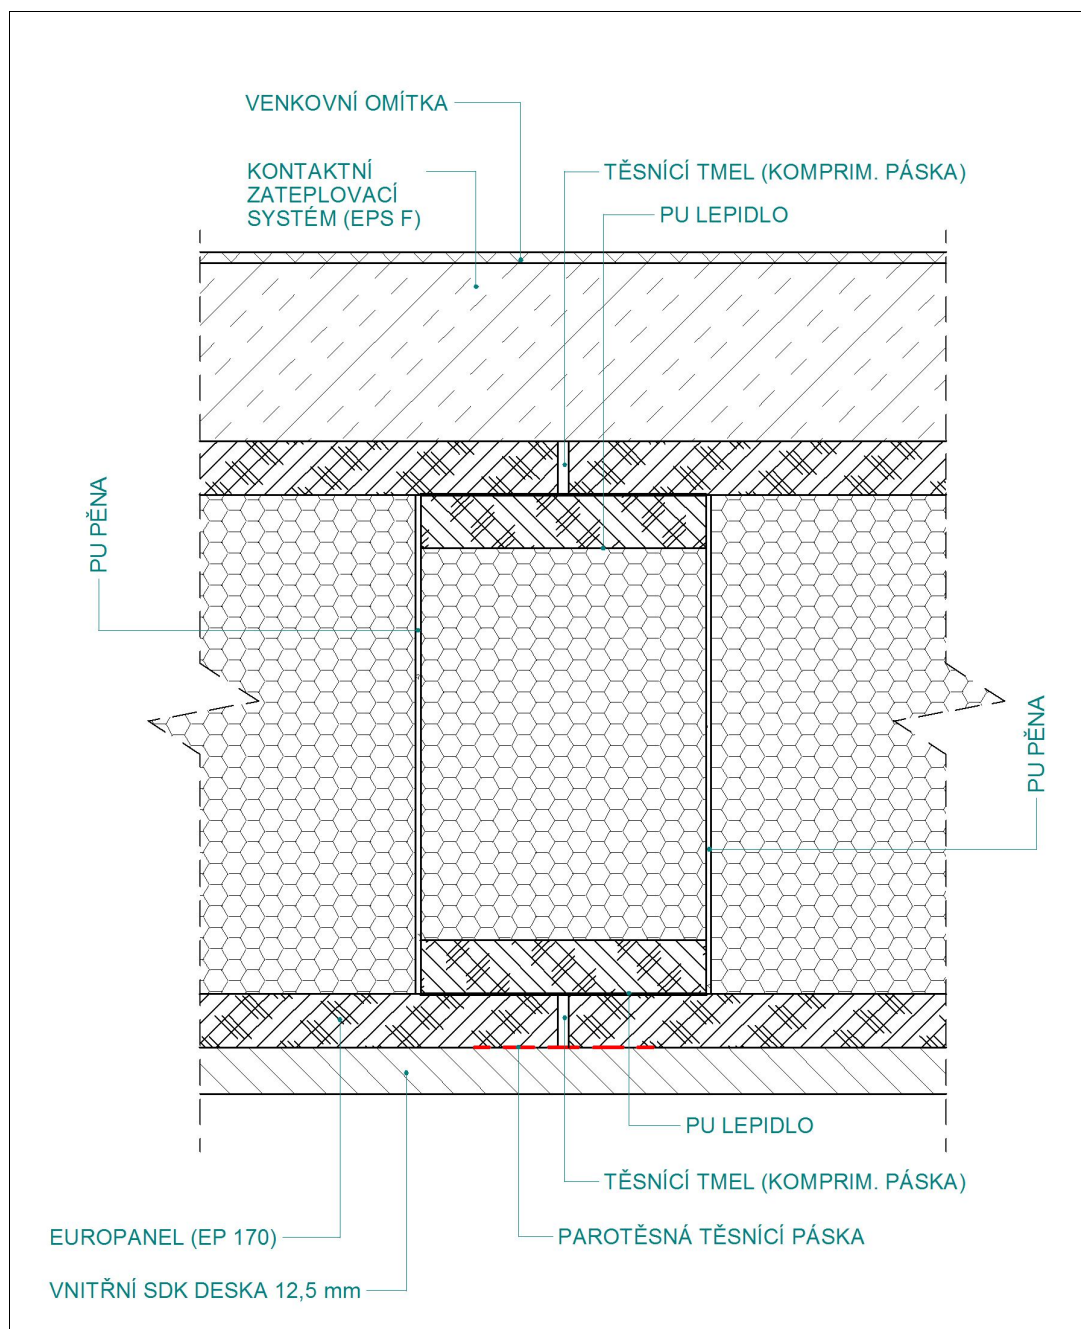 VENKOVNÍ OMÍTKA
KONTAKTNÍ
ZATEPLOVACÍ
SYSTÉM (EPS F)
TĚSNÍCÍ TMEL (KOMPRIM. PÁSKA)
PU LEPIDLO
PU PĚNA
PU PĚNA
PU LEPIDLO
TĚSNÍCÍ TMEL (KOMPRIM. PÁSKA)
EUROPANEL (EP 170)
PAROTĚSNÁ TĚSNÍCÍ PÁSKA
VNITŘNÍ SDK DESKA 12,5 mm